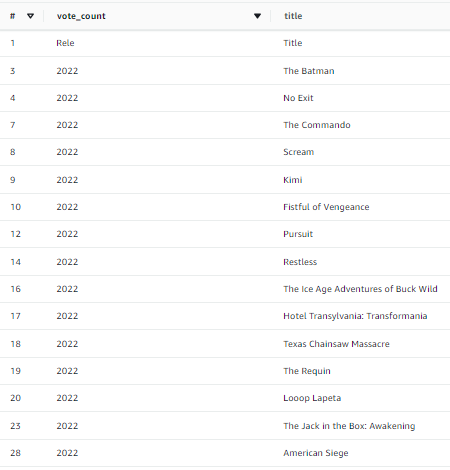 # vote_count title
1 Rele Title
3 2022 The Batman
4 2022 No Exit
7 2022 The Commando
8 2022 Scream
9 2022 Kimi
10 2022 Fistful of Vengeance
12 2022 Pursuit
14 2022 Restless
16 2022 The Ice Age Adventures of Buck Wild
17 2022 Hotel Transylvania: Transformania
18 2022 Texas Chainsaw Massacre
19 2022 The Requin
20 2022 Looop Lapeta
23 2022 The Jack in the Box: Awakening
28 2022 American Siege